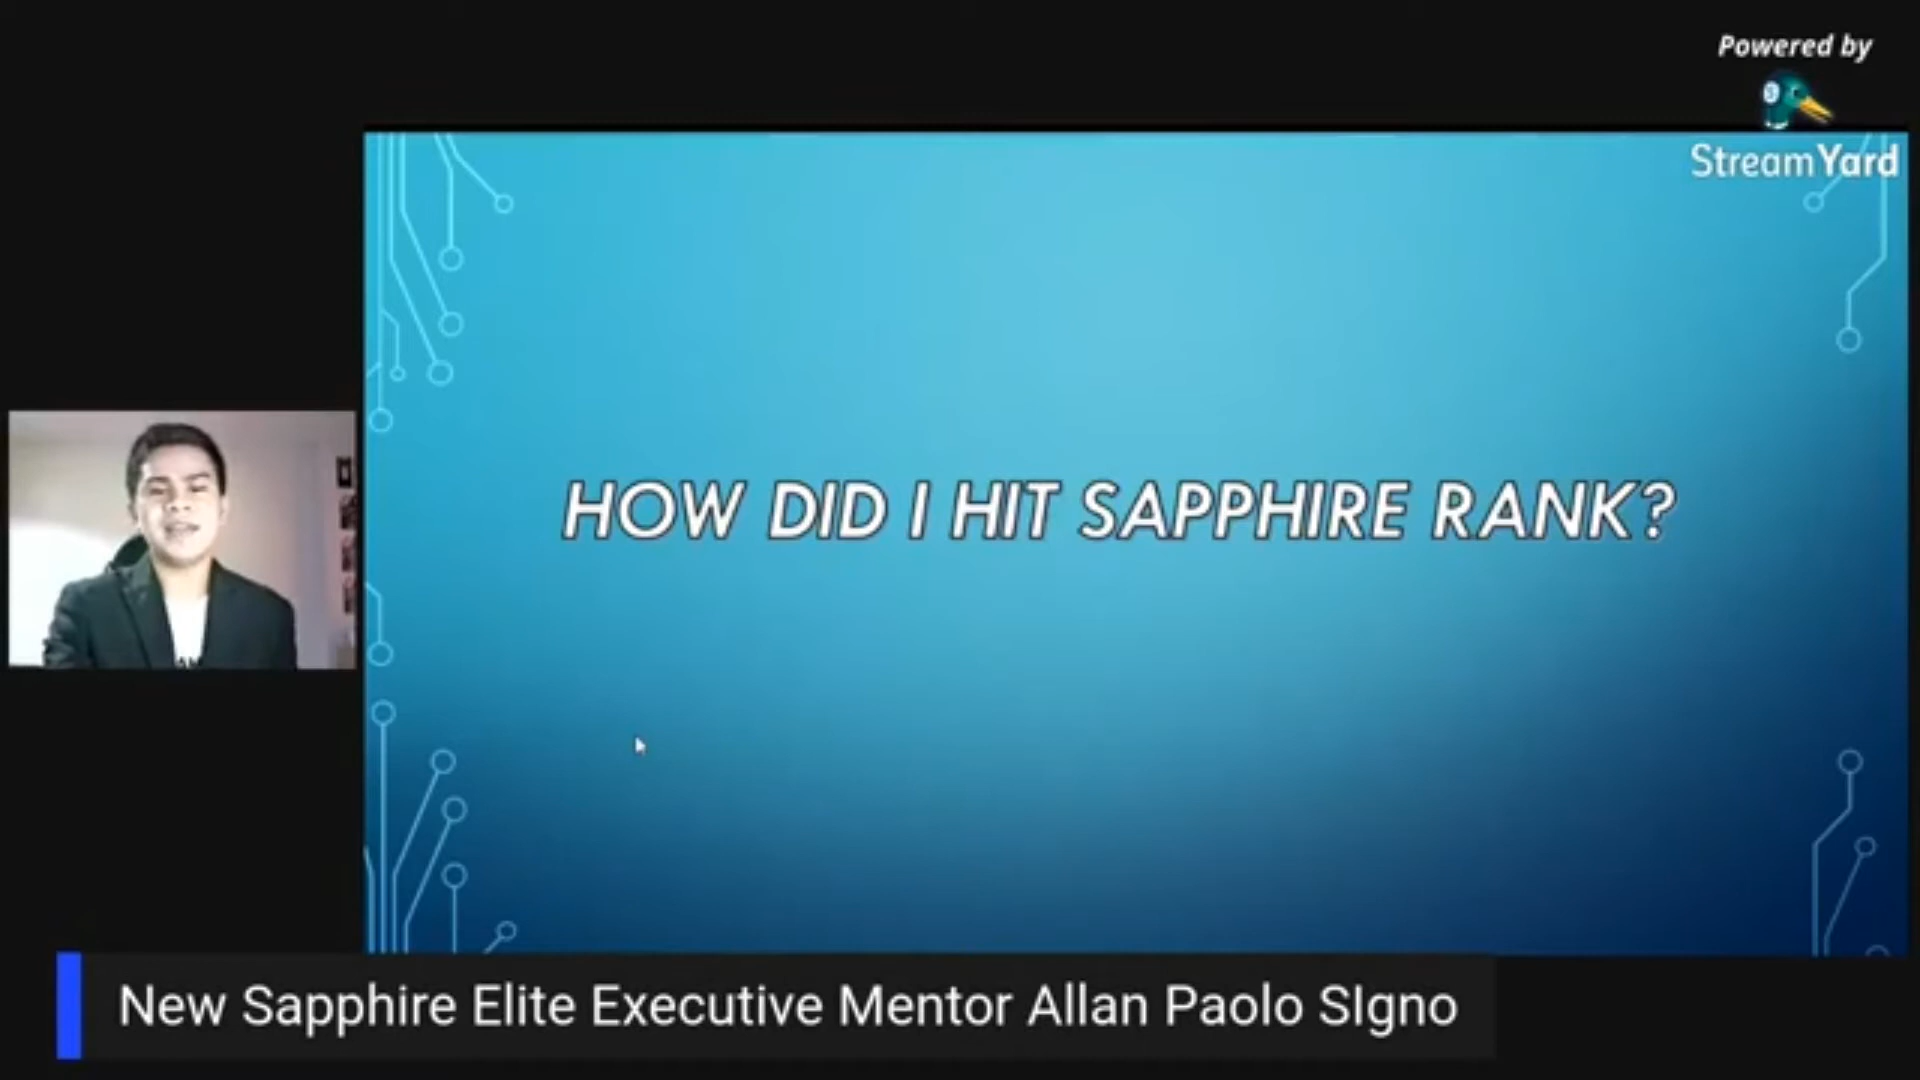 Powered by
StreamYard
HOW DID I HIT SAPPHIRE RANK?
New Sapphire Elite Executive Mentor Allan Paolo SIgno